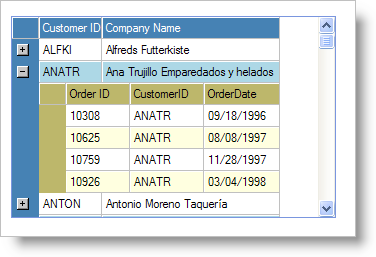 Customer ID Company Name
ALFKI Alfreds Futterkiste
ANATR Ana Trujillo Emparedados y helados
Order ID CustomerID OrderDate
10308 ANATR 09/18/1996
10625 ANATR 08/08/1997
10759 ANATR 11/28/1997
10926 ANATR 03/04/1998
ANTON Antonio Moreno Taquería